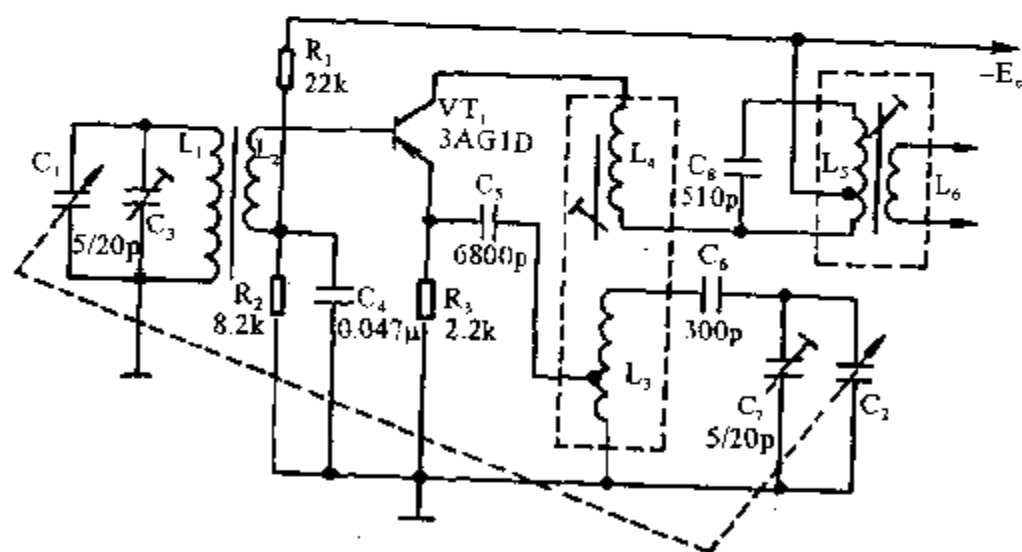 R₁
22k
VT₁
3AG1D
−Ec
C₁
C₃
5/20p
L₁
L₂
C₅
6800p
L₄
C₈
510p
L₅
L₆
R₂
8.2k
C₄
0.047μ
R₃
2.2k
C₆
300p
L₃
C₇
5/20p
C₂